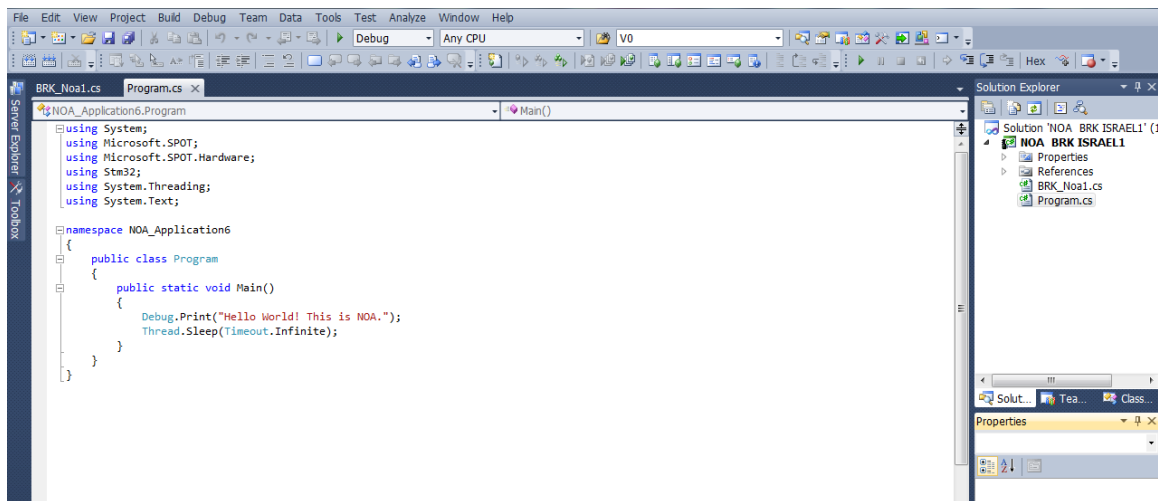 File Edit View Project Build Debug Team Data Tools Test Analyze Window Help
Debug Any CPU V0
Hex
BRK_Noa1.cs Program.cs
NOA_Application6.Program Main()
using System;
using Microsoft.SPOT;
using Microsoft.SPOT.Hardware;
using Stm32;
using System.Threading;
using System.Text;
namespace NOA_Application6
{
public class Program
{
public static void Main()
{
Debug.Print("Hello World! This is NOA.");
Thread.Sleep(Timeout.Infinite);
}
}
}
Server Explorer
Toolbox
Solution Explorer
Solution 'NOA BRK ISRAEL1' (1
NOA BRK ISRAEL1
Properties
References
BRK_Noa1.cs
Program.cs
Solut... Tea... Class...
Properties